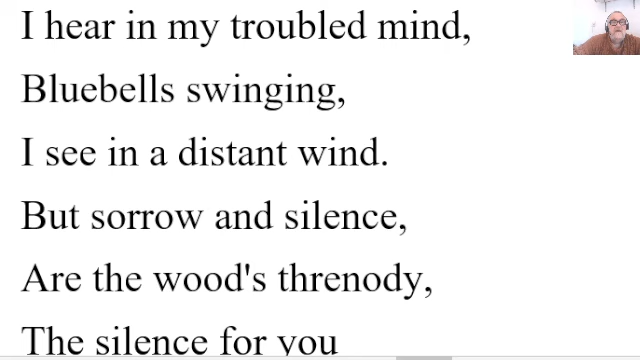 I hear in my troubled mind,
Bluebells swinging,
I see in a distant wind.
But sorrow and silence,
Are the wood's threnody,
The silence for you